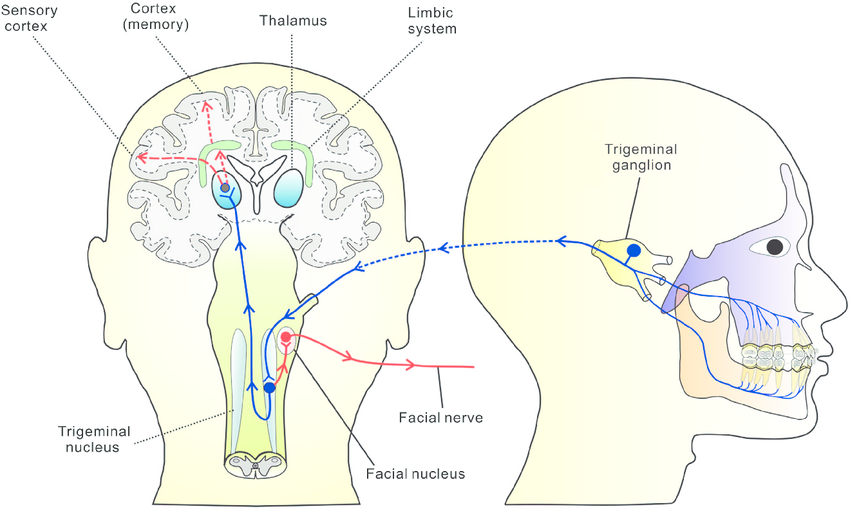 Sensory
cortex
Cortex
(memory)
Thalamus
Limbic
system
Trigeminal
ganglion
Facial nerve
Trigeminal
nucleus
Facial nucleus